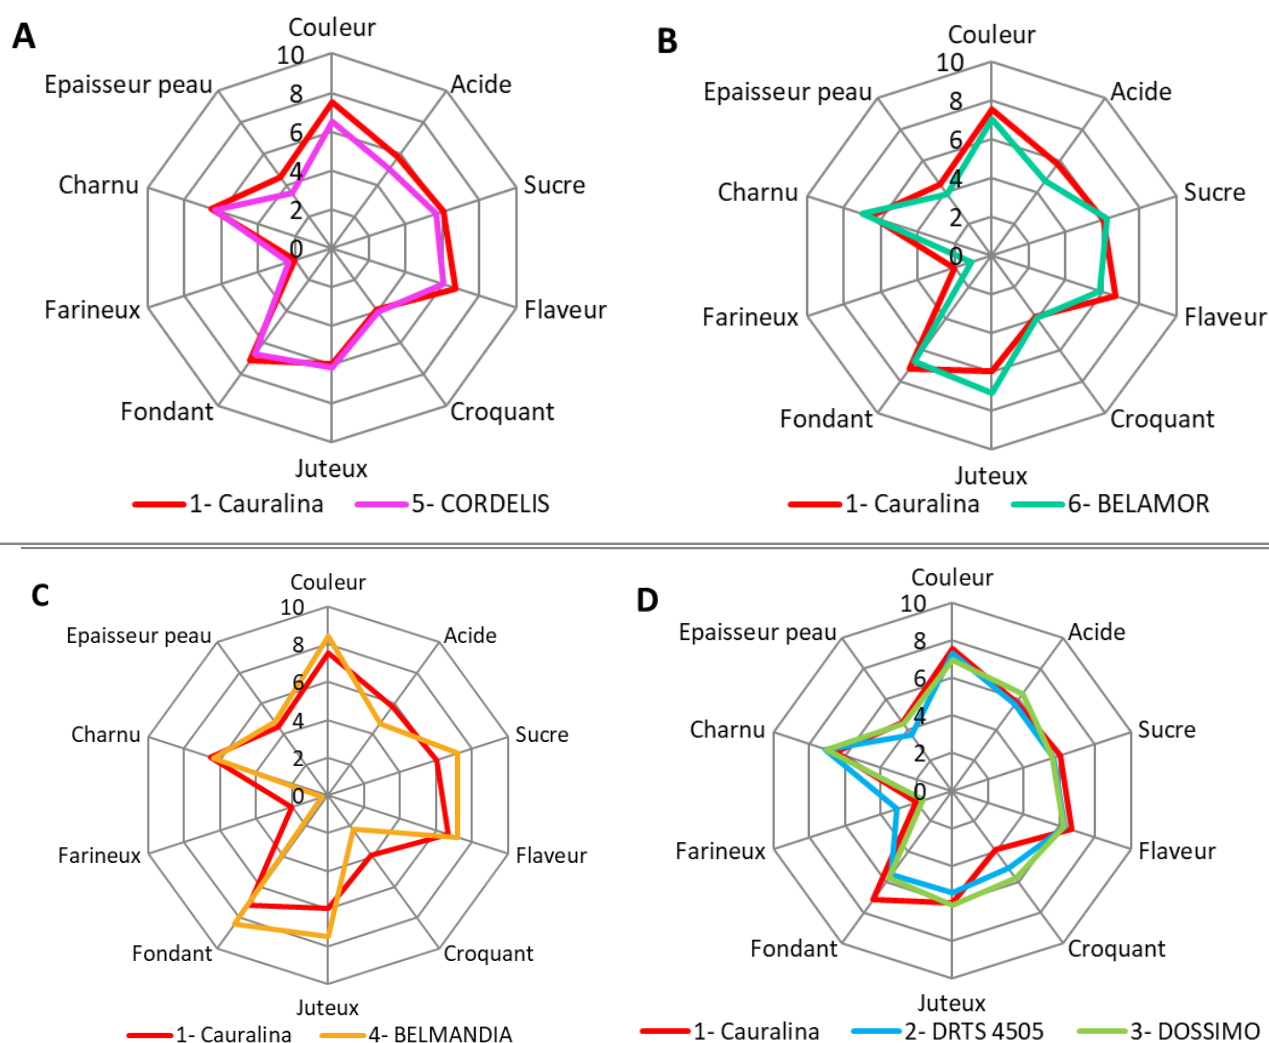 A
Couleur
10
Epaisseur peau
Acide
8
6
4
Charnu
Sucre
2
0
Farineux
Flaveur
Fondant
Croquant
Juteux
1- Cauralina
5- CORDELIS
B
Couleur
10
Epaisseur peau
Acide
8
6
4
Charnu
Sucre
2
0
Farineux
Flaveur
Fondant
Croquant
Juteux
1- Cauralina
6- BELAMOR
C
Couleur
10
Epaisseur peau
Acide
8
6
4
Charnu
Sucre
2
0
Farineux
Flaveur
Fondant
Croquant
Juteux
1- Cauralina
4- BELMANDIA
D
Couleur
10
Epaisseur peau
Acide
8
6
4
Charnu
Sucre
2
0
Farineux
Flaveur
Fondant
Croquant
Juteux
1- Cauralina
2- DRTS 4505
3- DOSSIMO